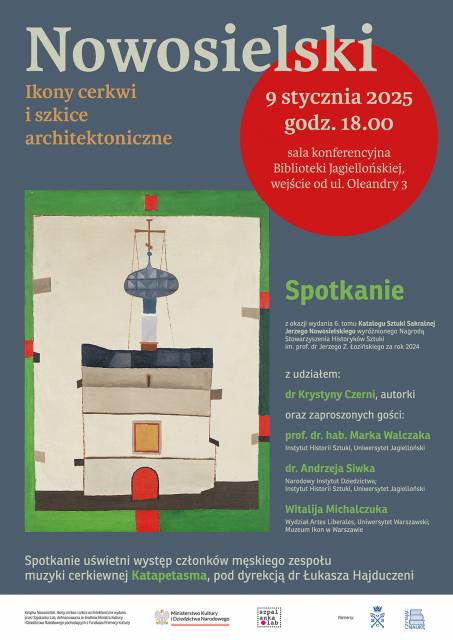 Nowosielski
Ikony cerkwi
i szkice
architektoniczne
9 stycznia 2025
godz. 18.00
sala konferencyjna
Biblioteki Jagiellońskiej,
wejście od ul. Oleandry 3
Spotkanie
z okazji wydania 6. tomu Katalogu Sztuki Sakralnej
Jerzego Nowosielskiego wyróżnionego Nagrodą
Stowarzyszenia Historyków Sztuki
im. prof. dr Jerzego Z. Łozińskiego za rok 2024
z udziałem:
dr Krystyny Czerni, autorki
oraz zaproszonych gości:
prof. dr. hab. Marka Walczaka
Instytut Historii Sztuki, Uniwersytet Jagielloński
dr. Andrzeja Siwka
Narodowy Instytut Dziedzictwa;
Instytut Historii Sztuki, Uniwersytet Jagielloński
Witalija Michalczuka
Wydział Artes Liberales, Uniwersytet Warszawski;
Muzeum Ikon w Warszawie
Spotkanie uświetni występ członków męskiego zespołu
muzyki cerkiewnej Katapetasma, pod dyrekcją dr Łukasza Hajduczeni
Ministerstwo Kultury
i Dziedzictwa Narodowego
szpal
anka●
●lab
Partnerzy: